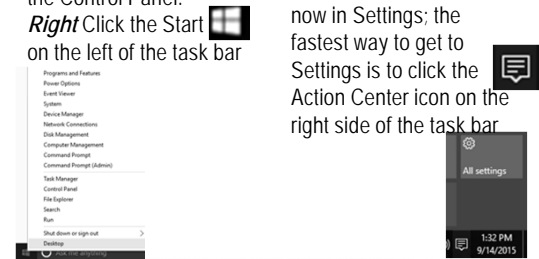 the Control Panel.
Right Click the Start
on the left of the task bar
Programs and Features
Power Options
Event Viewer
System
Device Manager
Network Connections
Disk Management
Computer Management
Command Prompt
Command Prompt (Admin)
Task Manager
Control Panel
File Explorer
Search
Run
Shut down or sign out >
Desktop
Ask me anything
now in Settings; the
fastest way to get to
Settings is to click the
Action Center icon on the
right side of the task bar
All settings
1:32 PM
9/14/2015